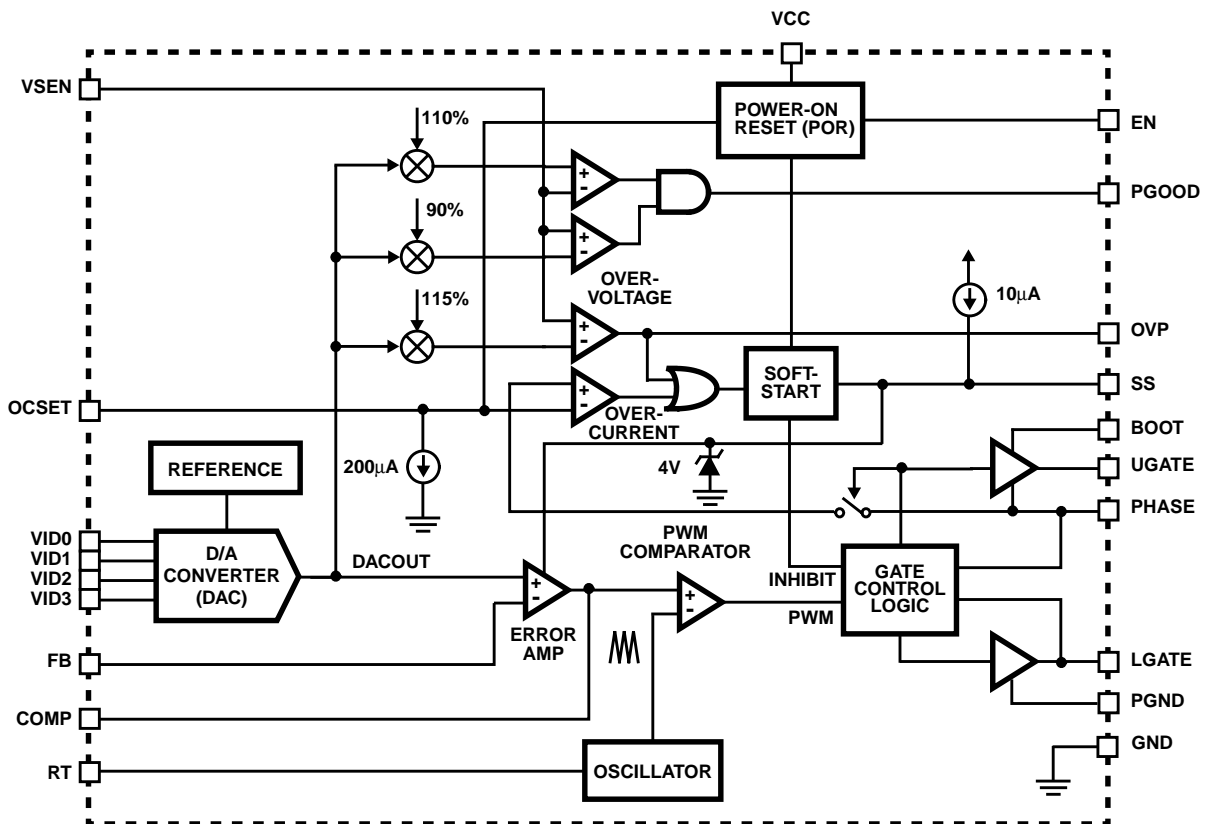 VCC
VSEN
110%
POWER-ON
RESET (POR)
EN
+
-
PGOOD
90%
+
-
OVER-
VOLTAGE
115%
10µA
+
-
OVP
SOFT-
START
SS
+
-
OCSET
OVER-
CURRENT
BOOT
REFERENCE
200µA
4V
UGATE
PHASE
PWM
COMPARATOR
VID0
VID1
VID2
VID3
D/A
CONVERTER
(DAC)
DACOUT
+
-
+
-
INHIBIT
PWM
GATE
CONTROL
LOGIC
ERROR
AMP
FB
LGATE
COMP
PGND
GND
RT
OSCILLATOR